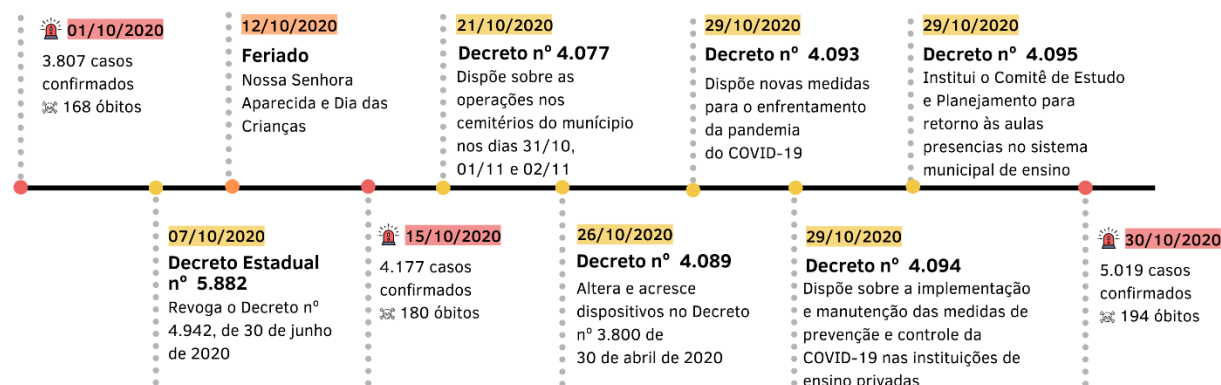 01/10/2020
3.807 casos
confirmados
168 óbitos
12/10/2020
Feriado
Nossa Senhora
Aparecida e Dia das
Crianças
21/10/2020
Decreto nº 4.077
Dispõe sobre as
operações nos
cemitérios do munícipio
nos dias 31/10,
01/11 e 02/11
29/10/2020
Decreto nº 4.093
Dispõe novas medidas
para o enfrentamento
da pandemia
do COVID-19
29/10/2020
Decreto nº 4.095
Institui o Comitê de Estudo
e Planejamento para
retorno às aulas
presencias no sistema
municipal de ensino
07/10/2020
Decreto Estadual
nº 5.882
Revoga o Decreto nº
4.942, de 30 de junho
de 2020
15/10/2020
4.177 casos
confirmados
180 óbitos
26/10/2020
Decreto nº 4.089
Altera e acresce
dispositivos no Decreto
nº 3.800 de
30 de abril de 2020
29/10/2020
Decreto nº 4.094
Dispõe sobre a implementação
e manutenção das medidas de
prevenção e controle da
COVID-19 nas instituições de
ensino privadas
30/10/2020
5.019 casos
confirmados
194 óbitos